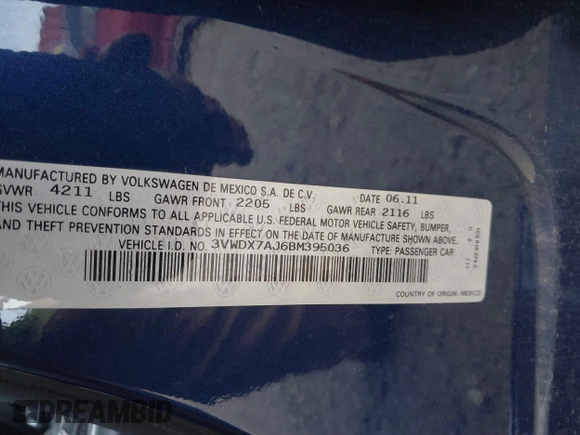 MANUFACTURED BY VOLKSWAGEN DE MEXICO S.A. DE C.V. DATE 06.11
GVWR 4211 LBS GAWR FRONT 2205 LBS GAWR REAR 2116 LBS
THIS VEHICLE CONFORMS TO ALL APPLICABLE U.S. FEDERAL MOTOR VEHICLE SAFETY, BUMPER,
AND THEFT PREVENTION STANDARDS IN EFFECT ON THE DATE OF MANUFACTURE SHOWN ABOVE.
VEHICLE I.D. NO. 3VWDX7AJ6BM395036 TYPE: PASSENGER CAR
COUNTRY OF ORIGIN: MEXICO
DREAMBID